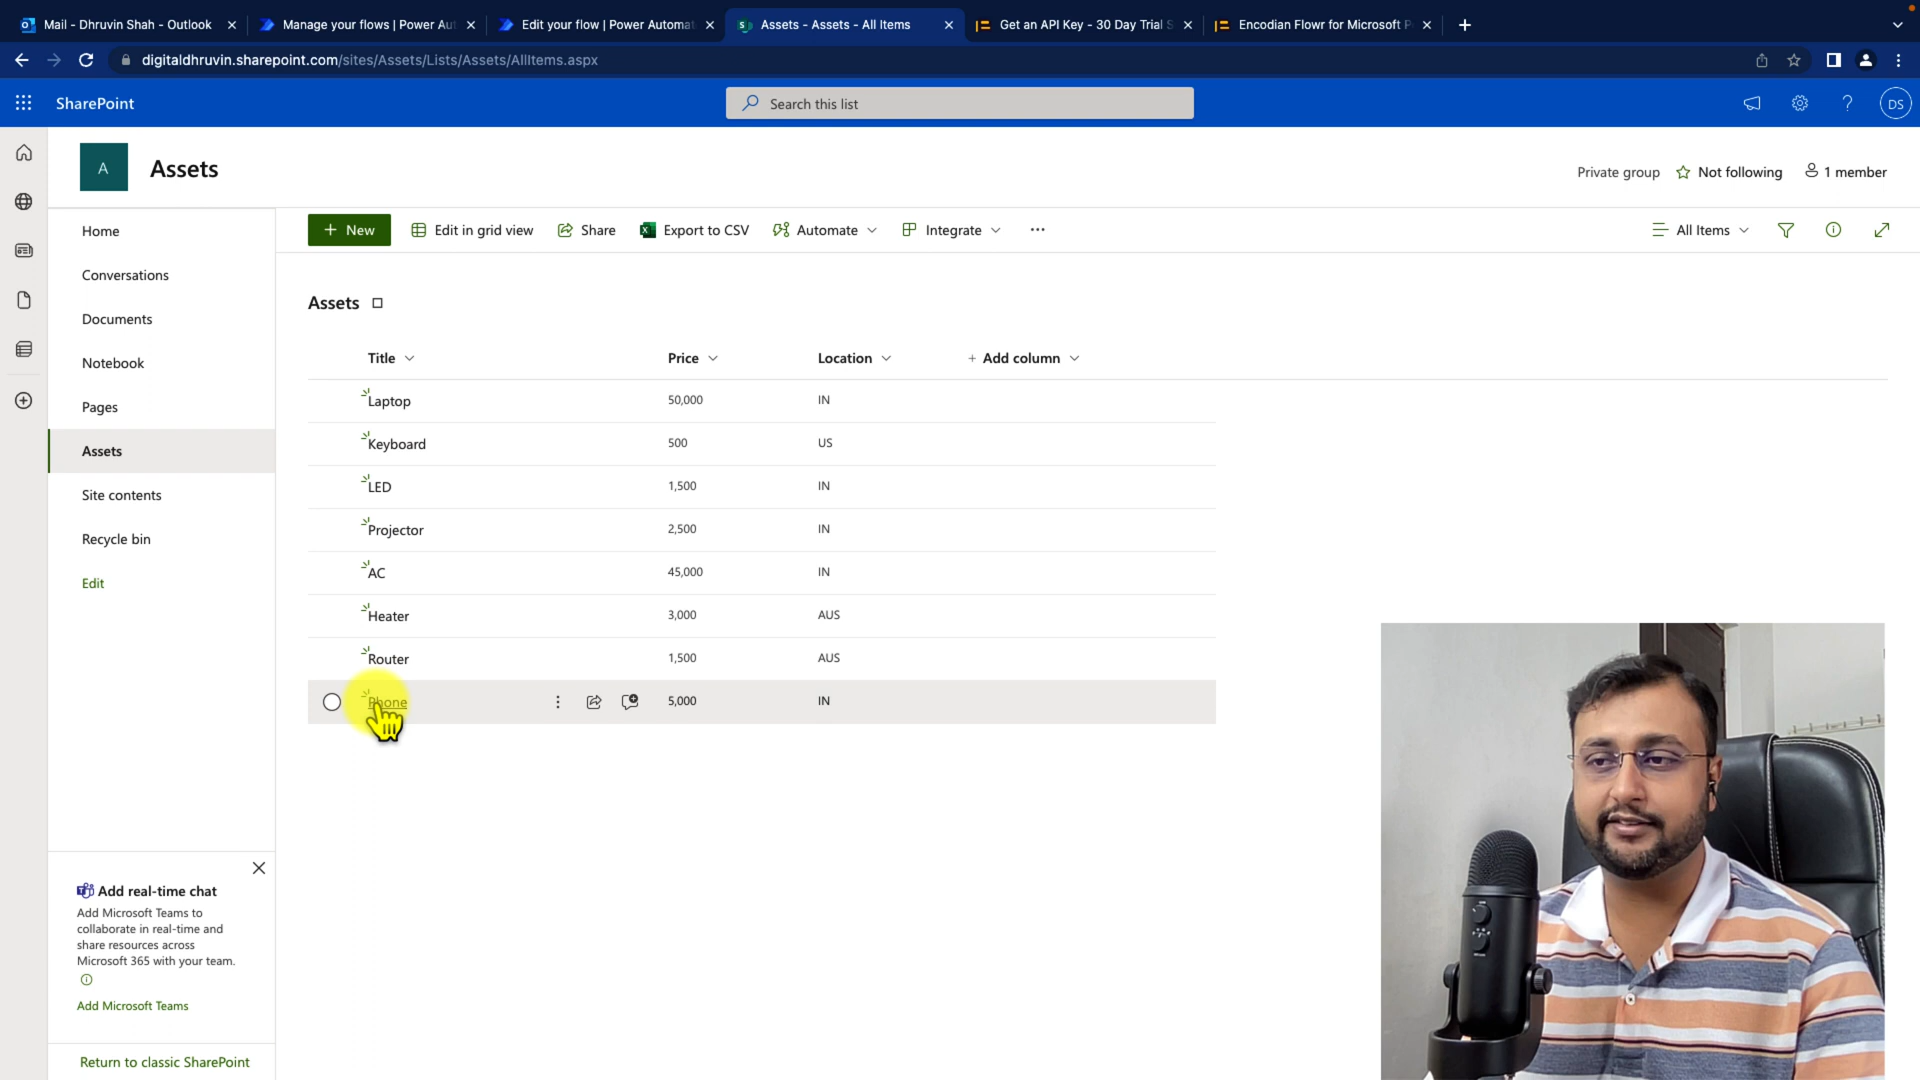 Mail - Dhruvin Shah - Outlook
Manage your flows | Power Aut
Edit your flow | Power Automat
Assets - Assets - All Items
Get an API Key - 30 Day Trial S
Encodian Flowr for Microsoft P
digitaldhruvin.sharepoint.com/sites/Assets/Lists/Assets/AllItems.aspx
SharePoint
Search this list
DS
A
Assets
Private group
Not following
1 member
Home
Conversations
Documents
Notebook
Pages
Assets
Site contents
Recycle bin
Edit
New
Edit in grid view
Share
Export to CSV
Automate
Integrate
All Items
Assets
Title Price Location + Add column
Laptop 50,000 IN
Keyboard 500 US
LED 1,500 IN
Projector 2,500 IN
AC 45,000 IN
Heater 3,000 AUS
Router 1,500 AUS
Phone 5,000 IN
Add real-time chat
Add Microsoft Teams to
collaborate in real-time and
share resources across
Microsoft 365 with your team.
Add Microsoft Teams
Return to classic SharePoint